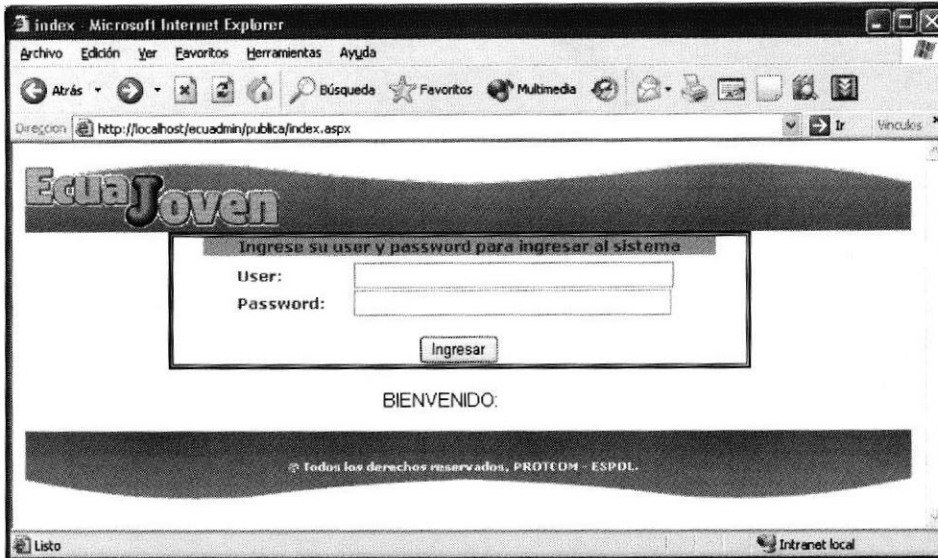 index - Microsoft Internet Explorer
Archivo Edición Ver Favoritos Herramientas Ayuda
Atrás Búsqueda Favoritos Multimedia
Dirección http://localhost/ecuadmin/publica/index.aspx Ir Vínculos
EcuaJoven
Ingrese su user y password para ingresar al sistema
User:
Password:
Ingresar
BIENVENIDO:
@ Todos los derechos reservados, PROTCOM - ESPOL.
Listo Intranet local